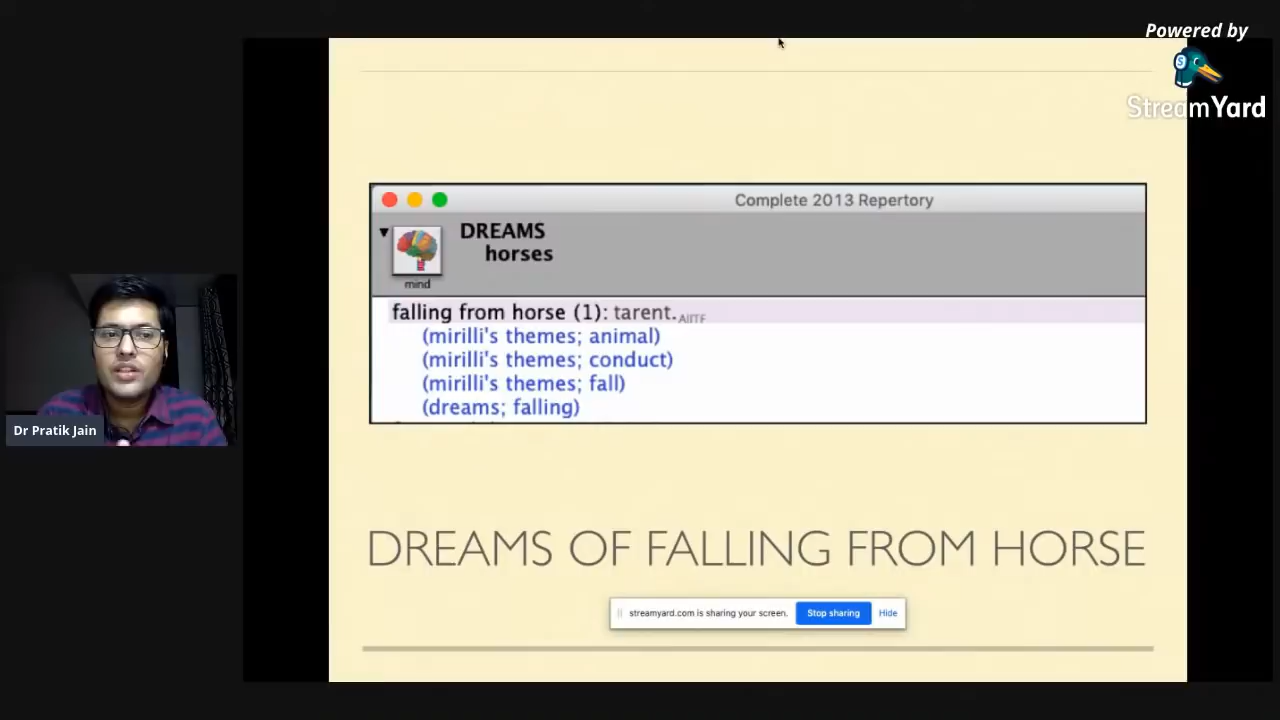 Powered by
StreamYard
Complete 2013 Repertory
DREAMS
horses
mind
falling from horse (1): tarent.
(mirilli's themes; animal)
(mirilli's themes; conduct)
(mirilli's themes; fall)
(dreams; falling)
Dr Pratik Jain
DREAMS OF FALLING FROM HORSE
streamyard.com is sharing your screen. Stop sharing Hide